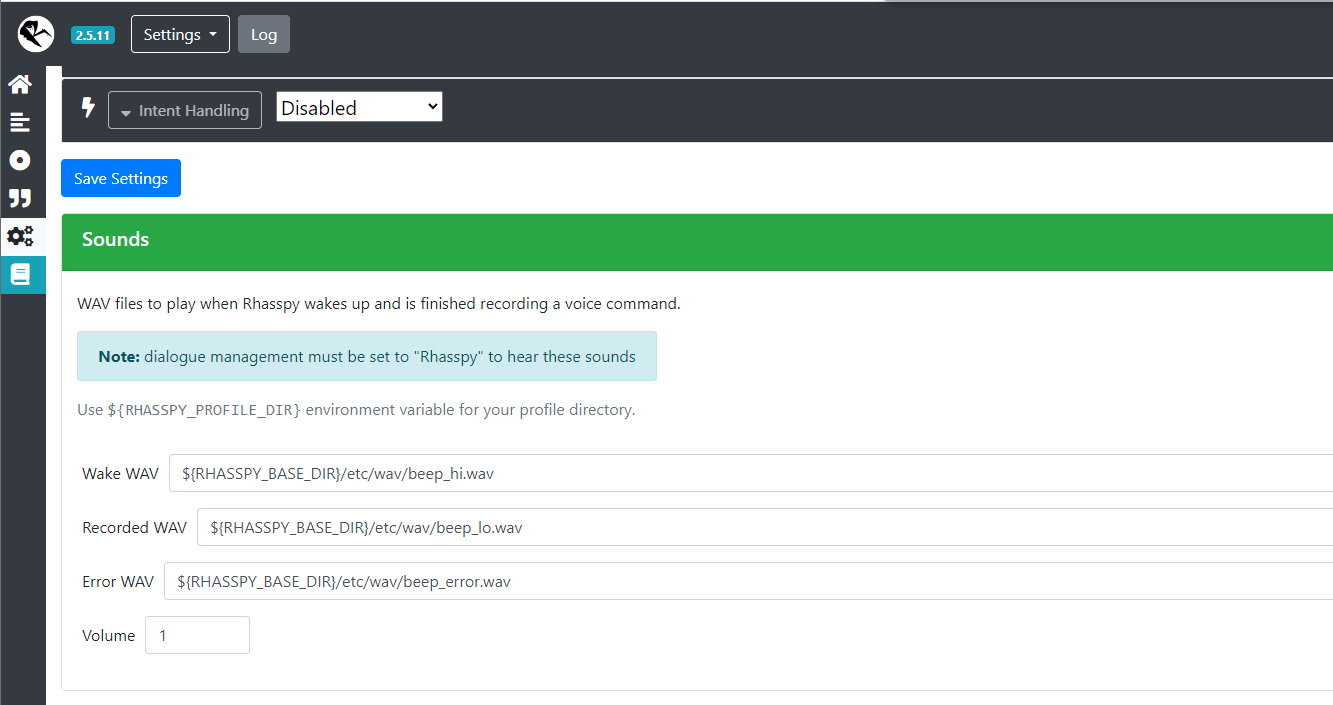 2.5.11 Settings Log
Intent Handling Disabled
Save Settings
Sounds
WAV files to play when Rhasspy wakes up and is finished recording a voice command.
Note: dialogue management must be set to "Rhasspy" to hear these sounds
Use ${RHASSPY_PROFILE_DIR} environment variable for your profile directory.
Wake WAV ${RHASSPY_BASE_DIR}/etc/wav/beep_hi.wav
Recorded WAV ${RHASSPY_BASE_DIR}/etc/wav/beep_lo.wav
Error WAV ${RHASSPY_BASE_DIR}/etc/wav/beep_error.wav
Volume 1